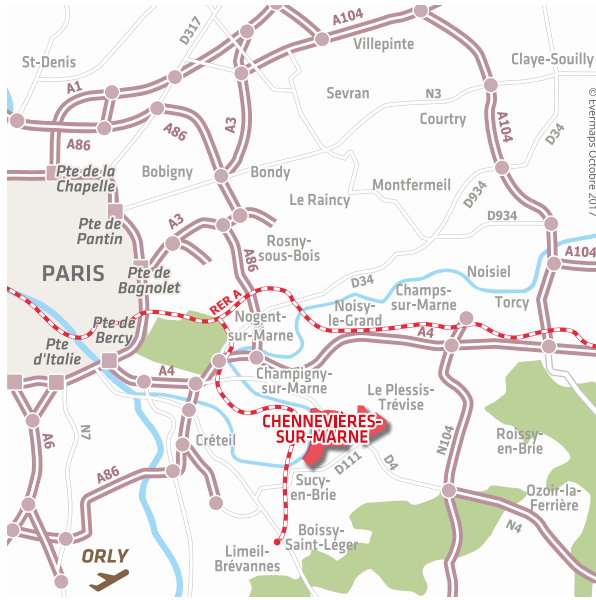 D317
A104
Villepinte
St-Denis
Claye-Souilly
A1
Sevran
N3
© Evermaps Octobre 2017
A86
A86
A3
Courtry
A104
D34
Pte de la
Chapelle
Bobigny
Bondy
Montfermeil
D934
Le Raincy
Pte de
Pantin
A3
D934
Rosny-
sous-Bois
A86
A104
PARIS
Pte de
Bagnolet
D34
Noisiel
Champs-
sur-Marne
Torcy
RER A
Noisy-
le-Grand
Nogent-
sur-Marne
Pte de
Bercy
A4
Pte
d'Italie
A4
Champigny-
sur-Marne
Le Plessis-
Trévise
CHENNEVIÈRES-
SUR-MARNE
N7
A6
Créteil
N104
Roissy-
en-Brie
D111
D4
A86
Sucy-
en-Brie
Ozoir-la-
Ferrière
N4
Boissy-
Saint-Léger
ORLY
Limeil-
Brévannes